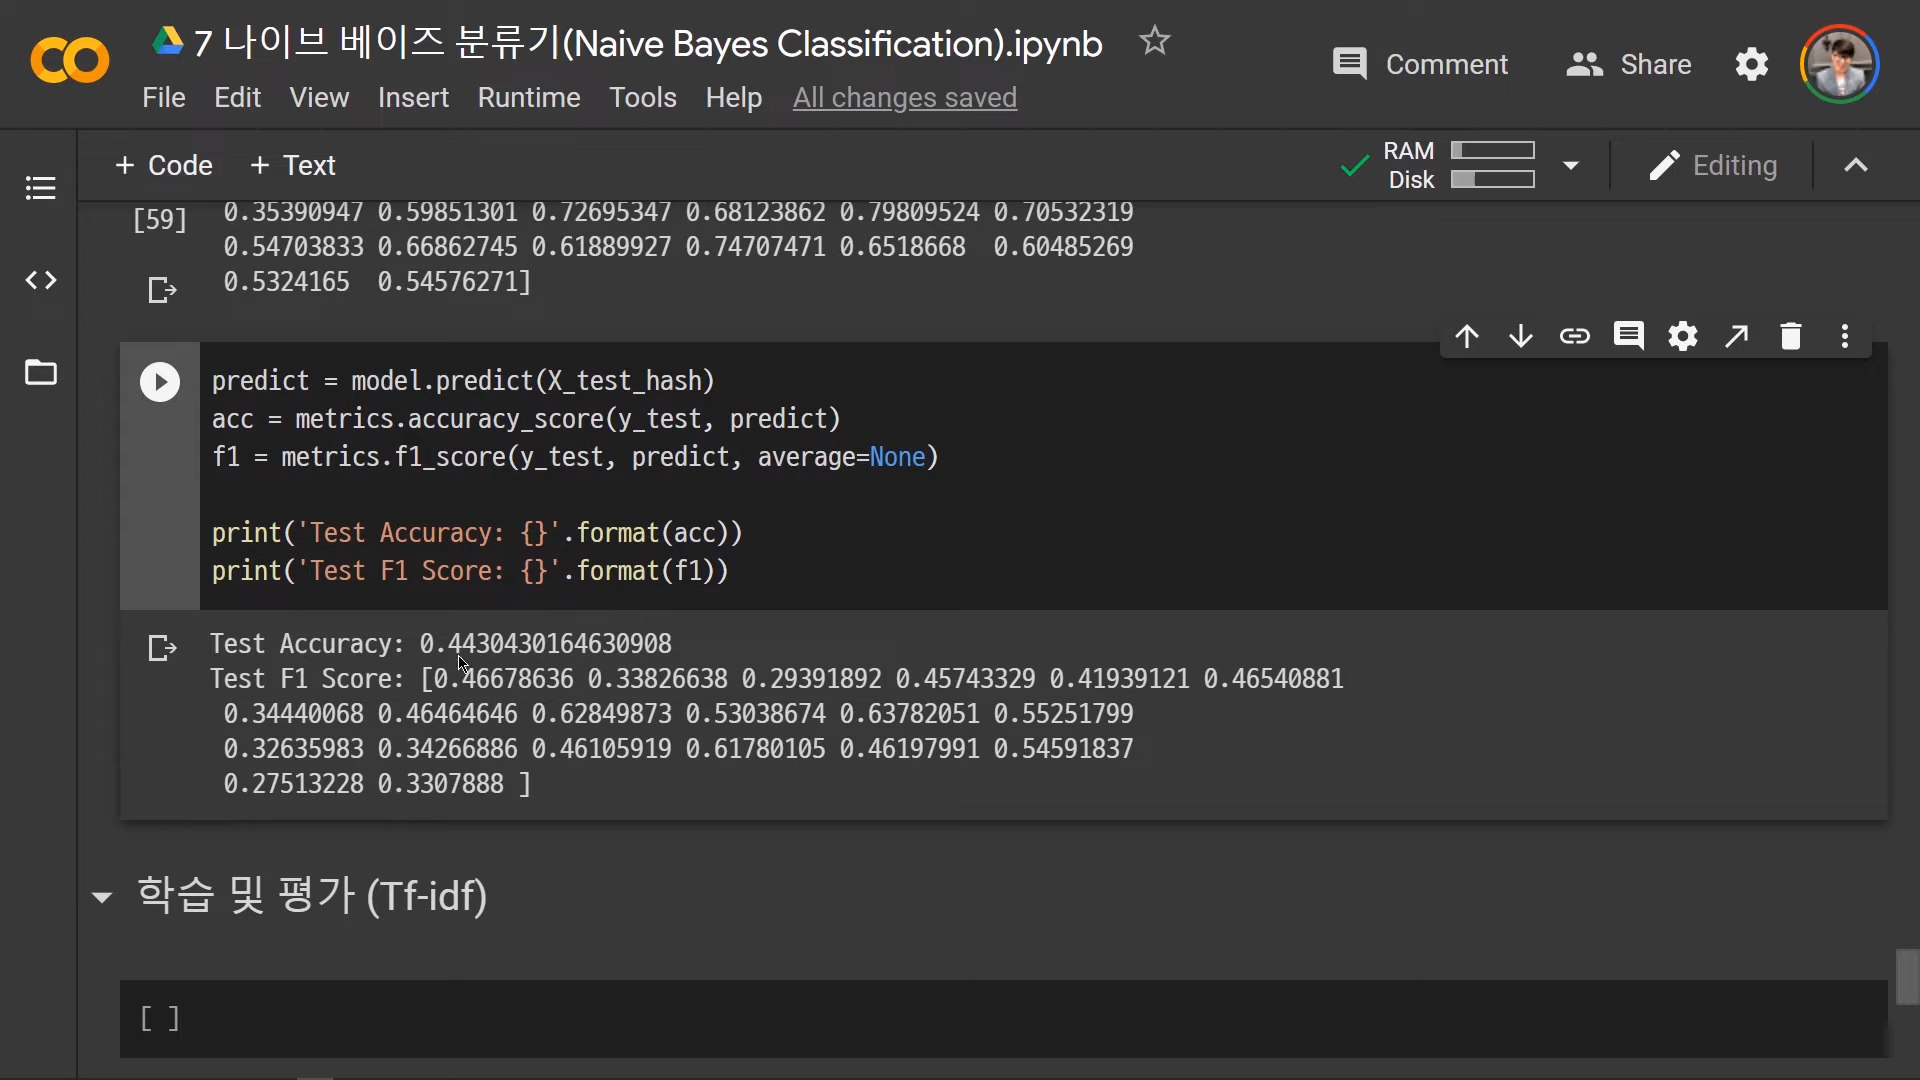 7 나이브 베이즈 분류기(Naive Bayes Classification).ipynb
Comment
Share
File Edit View Insert Runtime Tools Help All changes saved
+ Code + Text
RAM
Disk
Editing
[59]
0.35390947 0.59851301 0.72695347 0.68123862 0.79809524 0.70532319
0.54703833 0.66862745 0.61889927 0.74707471 0.6518668 0.60485269
0.5324165 0.54576271]
predict = model.predict(X_test_hash)
acc = metrics.accuracy_score(y_test, predict)
f1 = metrics.f1_score(y_test, predict, average=None)
print('Test Accuracy: {}'.format(acc))
print('Test F1 Score: {}'.format(f1))
Test Accuracy: 0.4430430164630908
Test F1 Score: [0.46678636 0.33826638 0.29391892 0.45743329 0.41939121 0.46540881
0.34440068 0.46464646 0.62849873 0.53038674 0.63782051 0.55251799
0.32635983 0.34266886 0.46105919 0.61780105 0.46197991 0.54591837
0.27513228 0.3307888 ]
학습 및 평가 (Tf-idf)
[ ]